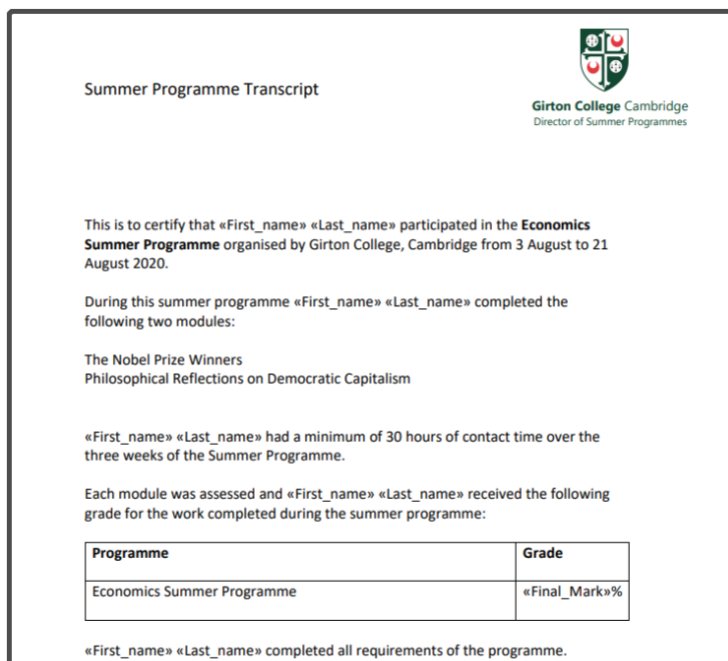 Summer Programme Transcript
Girton College Cambridge
Director of Summer Programmes
This is to certify that «First_name» «Last_name» participated in the Economics
Summer Programme organised by Girton College, Cambridge from 3 August to 21
August 2020.
During this summer programme «First_name» «Last_name» completed the
following two modules:
The Nobel Prize Winners
Philosophical Reflections on Democratic Capitalism
«First_name» «Last_name» had a minimum of 30 hours of contact time over the
three weeks of the Summer Programme.
Each module was assessed and «First_name» «Last_name» received the following
grade for the work completed during the summer programme:
Programme Grade
Economics Summer Programme «Final_Mark»%
«First_name» «Last_name» completed all requirements of the programme.